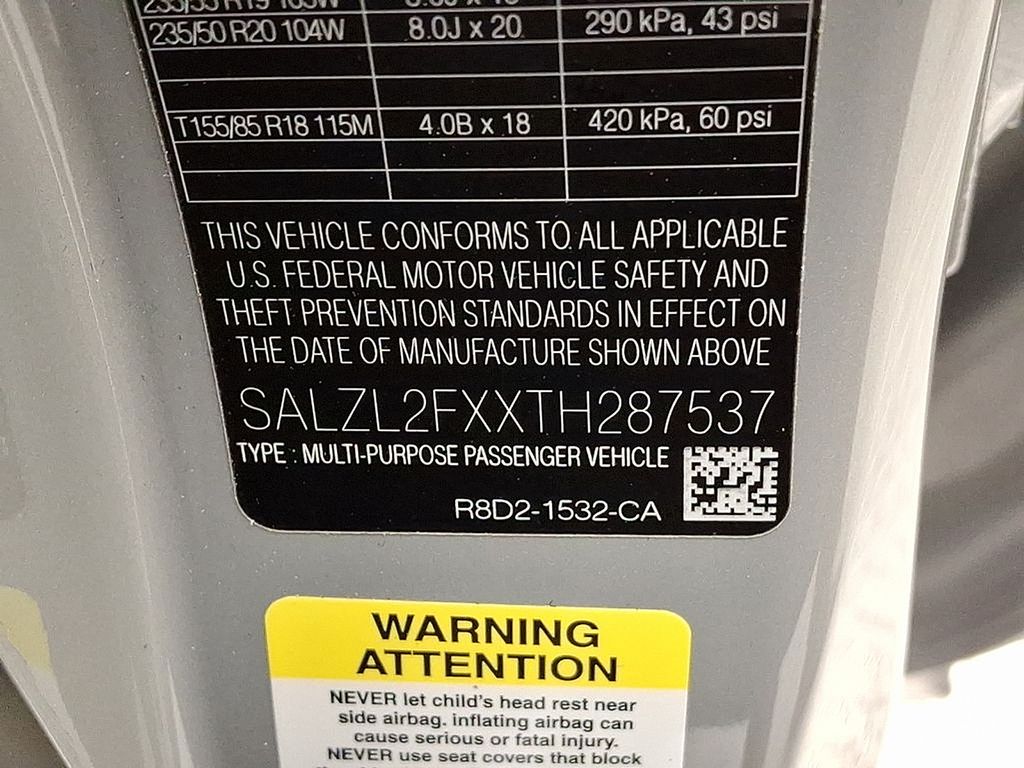 235/55 R19 105W
235/50 R20 104W 8.0J x 20 290 kPa, 43 psi
T155/85 R18 115M 4.0B x 18 420 kPa, 60 psi
THIS VEHICLE CONFORMS TO ALL APPLICABLE
U.S. FEDERAL MOTOR VEHICLE SAFETY AND
THEFT PREVENTION STANDARDS IN EFFECT ON
THE DATE OF MANUFACTURE SHOWN ABOVE
SALZL2FXXTH287537
TYPE : MULTI-PURPOSE PASSENGER VEHICLE
R8D2-1532-CA
WARNING
ATTENTION
NEVER let child's head rest near
side airbag. inflating airbag can
cause serious or fatal injury.
NEVER use seat covers that block